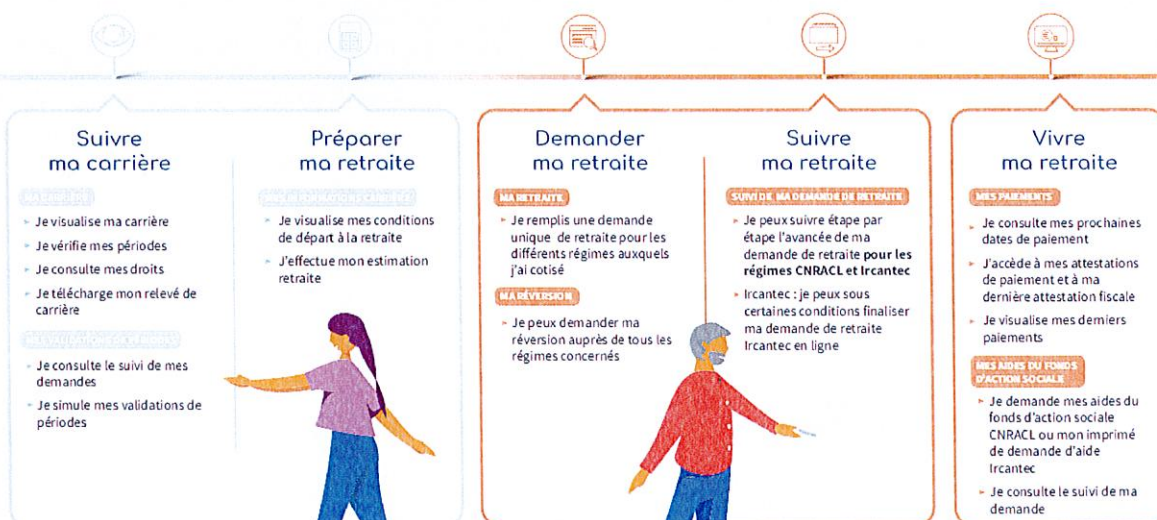 Suivre
ma carrière
MA CARRIÈRE
Je visualise ma carrière
Je vérifie mes périodes
Je consulte mes droits
Je télécharge mon relevé de
carrière
MES VALIDATIONS DE PÉRIODES
Je consulte le suivi de mes
demandes
Je simule mes validations de
périodes
Préparer
ma retraite
MES INFORMATIONS CARRIÈRE
Je visualise mes conditions
de départ à la retraite
J'effectue mon estimation
retraite
Demander
ma retraite
MA RETRAITE
Je remplis une demande
unique de retraite pour les
différents régimes auxquels
j'ai cotisé
MA RÉVERSION
Je peux demander ma
réversion auprès de tous les
régimes concernés
Suivre
ma retraite
SUIVI DE MA DEMANDE DE RETRAITE
Je peux suivre étape par
étape l'avancée de ma
demande de retraite pour les
régimes CNRACL et Ircantec
Ircantec : je peux sous
certaines conditions finaliser
ma demande de retraite
Ircantec en ligne
Vivre
ma retraite
MES PAIEMENTS
Je consulte mes prochaines
dates de paiement
J'accède à mes attestations
de paiement et à ma
dernière attestation fiscale
Je visualise mes derniers
paiements
MES AIDES DU FONDS
D'ACTION SOCIALE
Je demande mes aides du
fonds d'action sociale
CNRACL ou mon imprimé
de demande d'aide
Ircantec
Je consulte le suivi de ma
demande